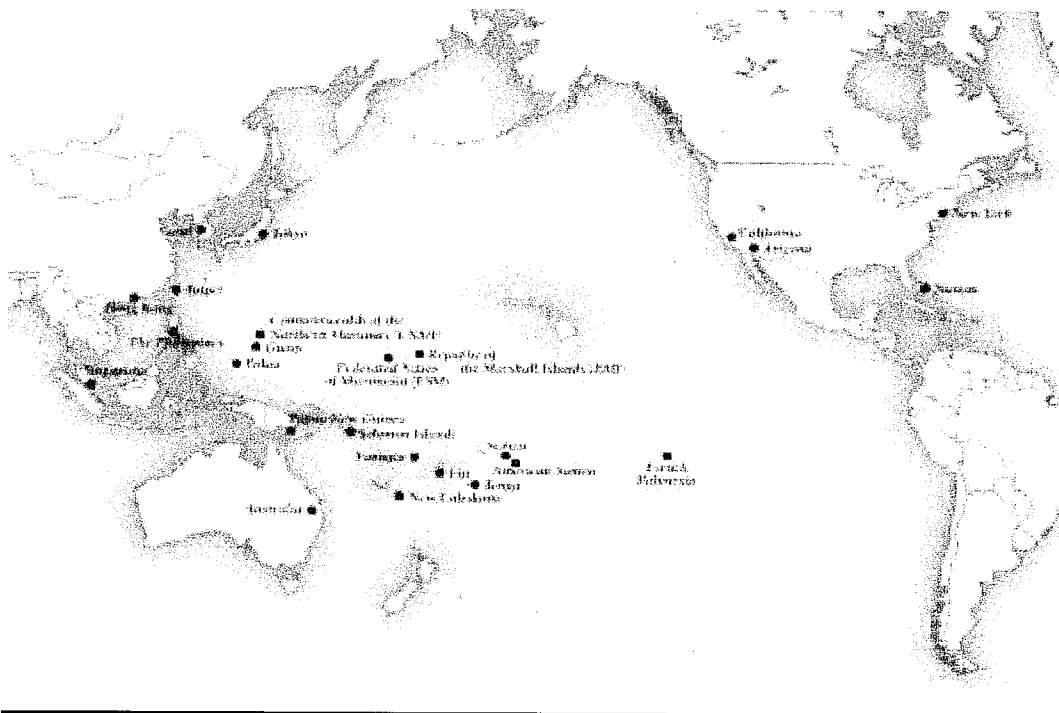 New York
California
Arizona
Tokyo
Taipei
Hong Kong
Commonwealth of the
Northern Marianas (CNMI)
The Philippines
Guam
Palau
Republic of
the Marshall Islands (RMI)
Federated States
of Micronesia (FSM)
Singapore
Papua New Guinea
Solomon Islands
Vanuatu
Samoa
American Samoa
French
Polynesia
Fiji
Tonga
New Caledonia
Australia